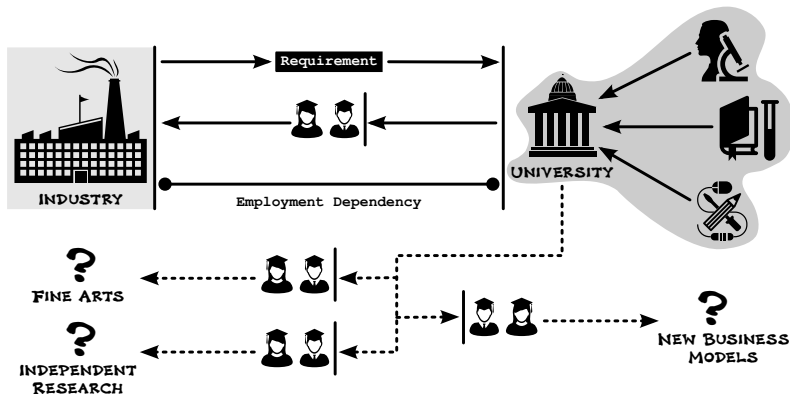 Requirement
INDUSTRY
UNIVERSITY
Employment Dependency
?
FINE ARTS
?
INDEPENDENT
RESEARCH
?
NEW BUSINESS
MODELS